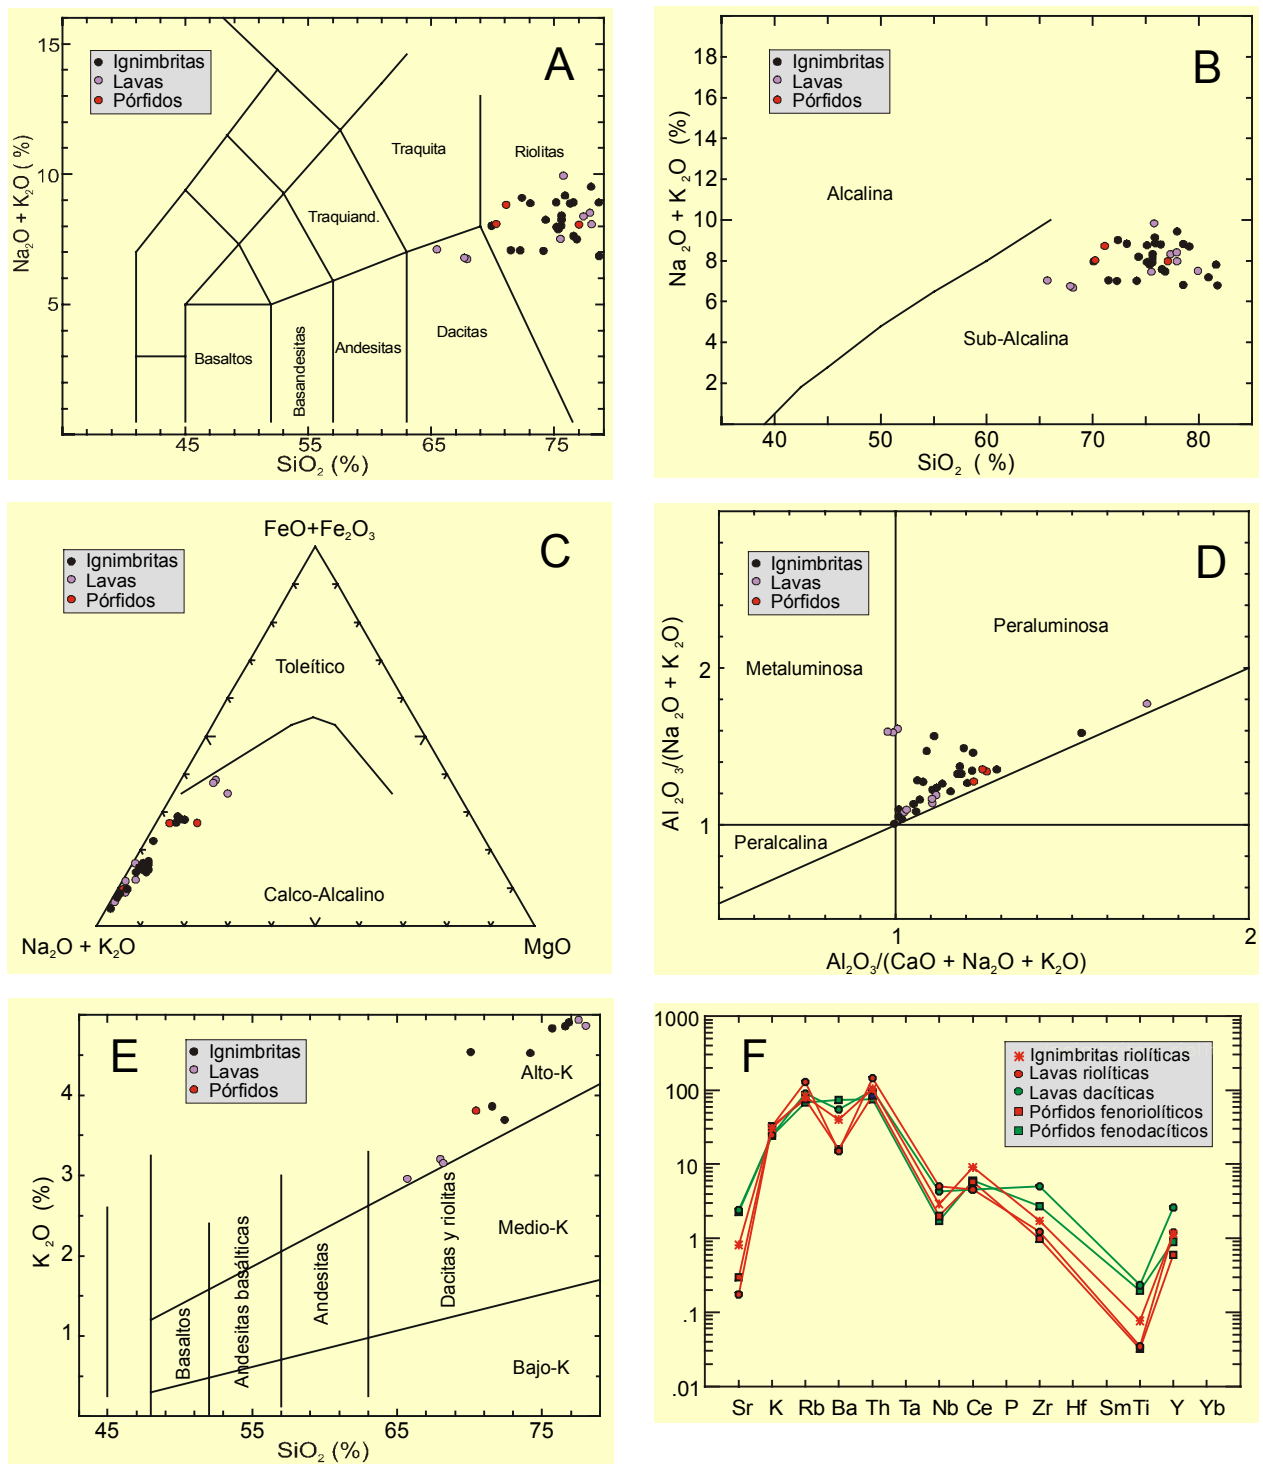 A
Ignimbritas
Lavas
Pórfidos
15
10
5
Na2O + K2O ( %)
Traquita
Riolitas
Traquiand.
Basaltos
Basandesitas
Andesitas
Dacitas
45 55 65 75
SiO2 (%)
B
Ignimbritas
Lavas
Pórfidos
18
16
14
12
10
8
6
4
2
Na2O + K2O (%)
Alcalina
Sub-Alcalina
40 50 60 70 80
SiO2 ( %)
C
FeO+Fe2O3
Ignimbritas
Lavas
Pórfidos
Toleítico
Calco-Alcalino
Na2O + K2O
MgO
D
Ignimbritas
Lavas
Pórfidos
Al2O3/(Na2O + K2O)
2
1
Peraluminosa
Metaluminosa
Peralcalina
1 2
Al2O3/(CaO + Na2O + K2O)
E
Ignimbritas
Lavas
Pórfidos
4
3
2
1
K2O (%)
Alto-K
Medio-K
Bajo-K
Basaltos
Andesitas basálticas
Andesitas
Dacitas y riolitas
45 55 65 75
SiO2 (%)
F
Ignimbritas riolíticas
Lavas riolíticas
Lavas dacíticas
Pórfidos fenoriolíticos
Pórfidos fenodacíticos
1000
100
10
1
.1
.01
Sr K Rb Ba Th Ta Nb Ce P Zr Hf Sm Ti Y Yb